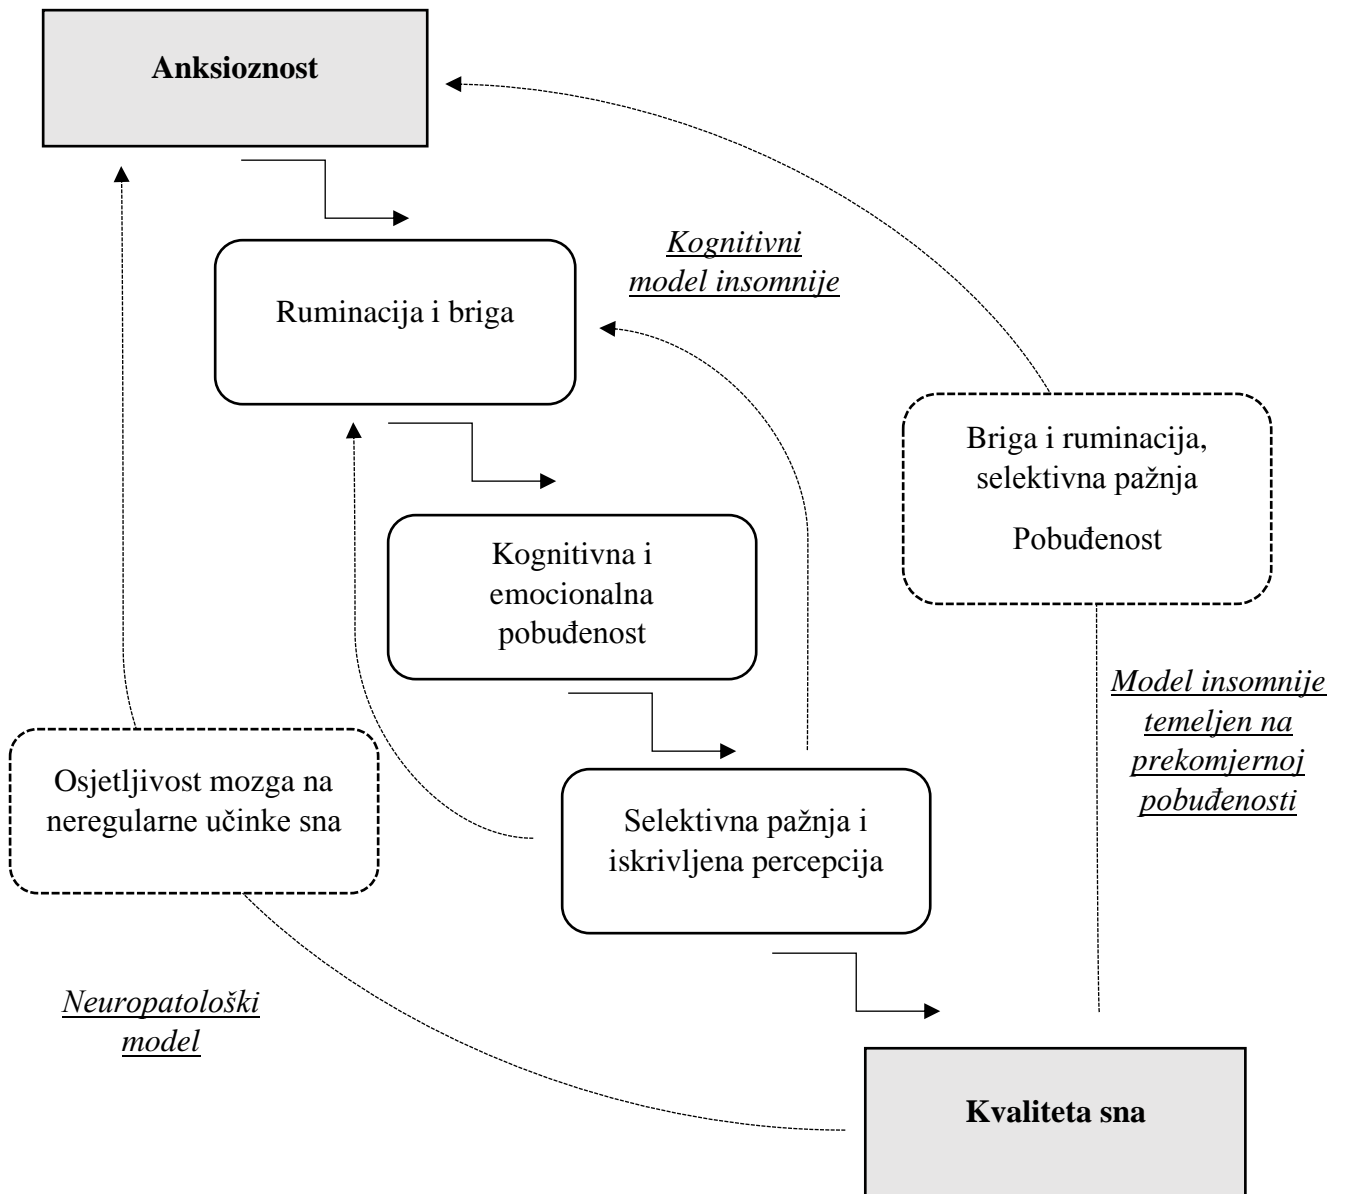 Anksioznost
Kognitivni
model insomnije
Ruminacija i briga
Briga i ruminacija,
selektivna pažnja
Pobuđenost
Kognitivna i
emocionalna
pobuđenost
Model insomnije
temeljen na
prekomjernoj
pobuđenosti
Osjetljivost mozga na
neregularne učinke sna
Selektivna pažnja i
iskrivljena percepcija
Neuropatološki
model
Kvaliteta sna